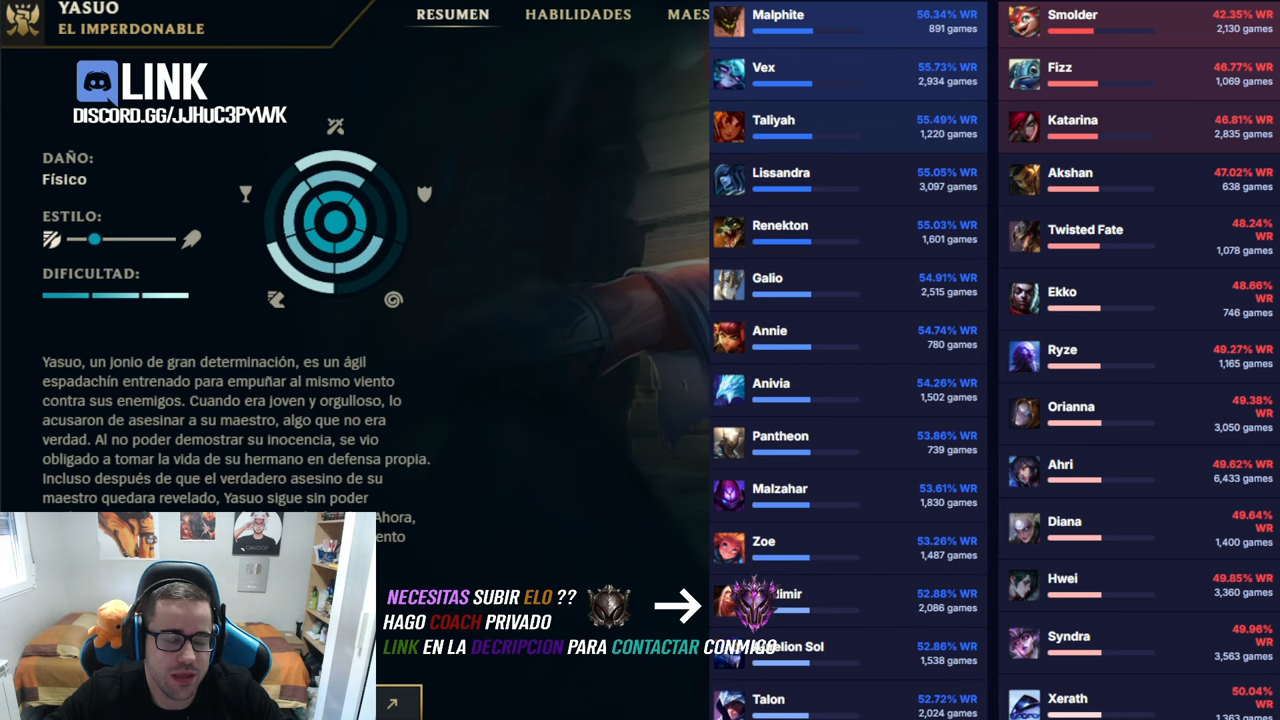 YASUO
EL IMPERDONABLE
RESUMEN
HABILIDADES
MAES
LINK
DISCORD.GG/JJHUC3PYWK
DAÑO:
Físico
ESTILO:
DIFICULTAD:
Yasuo, un jonio de gran determinación, es un ágil
espadachín entrenado para empuñar al mismo viento
contra sus enemigos. Cuando era joven y orgulloso, lo
acusaron de asesinar a su maestro, algo que no era
verdad. Al no poder demostrar su inocencia, se vio
obligado a tomar la vida de su hermano en defensa propia.
Incluso después de que el verdadero asesino de su
maestro quedara revelado, Yasuo sigue sin poder
Ahora,
ento
NECESITAS SUBIR ELO ??
HAGO COACH PRIVADO
LINK EN LA DECRIPCION PARA CONTACTAR CONMIGO
Malphite
56.34% WR
891 games
Vex
55.73% WR
2,934 games
Taliyah
55.49% WR
1,220 games
Lissandra
55.05% WR
3,097 games
Renekton
55.03% WR
1,601 games
Galio
54.91% WR
2,515 games
Annie
54.74% WR
780 games
Anivia
54.26% WR
1,502 games
Pantheon
53.86% WR
739 games
Malzahar
53.61% WR
1,830 games
Zoe
53.26% WR
1,487 games
imir
52.88% WR
2,086 games
elion Sol
52.86% WR
1,538 games
Talon
52.72% WR
2,024 games
Smolder
42.35% WR
2,130 games
Fizz
46.77% WR
1,069 games
Katarina
46.81% WR
2,835 games
Akshan
47.02% WR
638 games
Twisted Fate
48.24%
WR
1,078 games
Ekko
48.66%
WR
746 games
Ryze
49.27% WR
1,165 games
Orianna
49.38%
WR
3,050 games
Ahri
49.62% WR
6,433 games
Diana
49.64%
WR
1,400 games
Hwei
49.85% WR
3,360 games
Syndra
49.96%
WR
3,563 games
Xerath
50.04%
WR
1,363 games